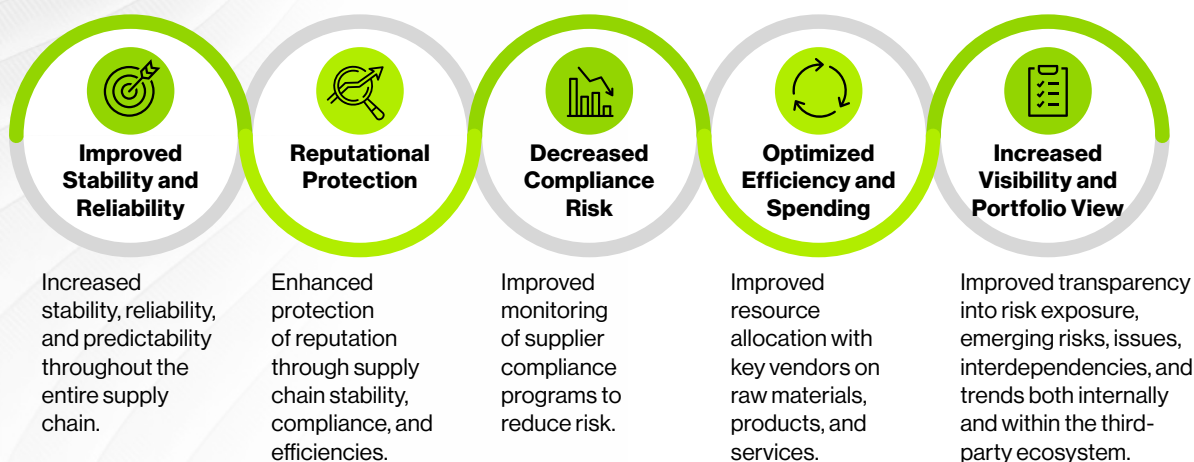 Improved
Stability and
Reliability
Increased
stability, reliability,
and predictability
throughout the
entire supply
chain.
Reputational
Protection
Enhanced
protection
of reputation
through supply
chain stability,
compliance, and
efficiencies.
Decreased
Compliance
Risk
Improved
monitoring
of supplier
compliance
programs to
reduce risk.
Optimized
Efficiency and
Spending
Improved
resource
allocation with
key vendors on
raw materials,
products, and
services.
Increased
Visibility and
Portfolio View
Improved transparency
into risk exposure,
emerging risks, issues,
interdependencies, and
trends both internally
and within the third-
party ecosystem.